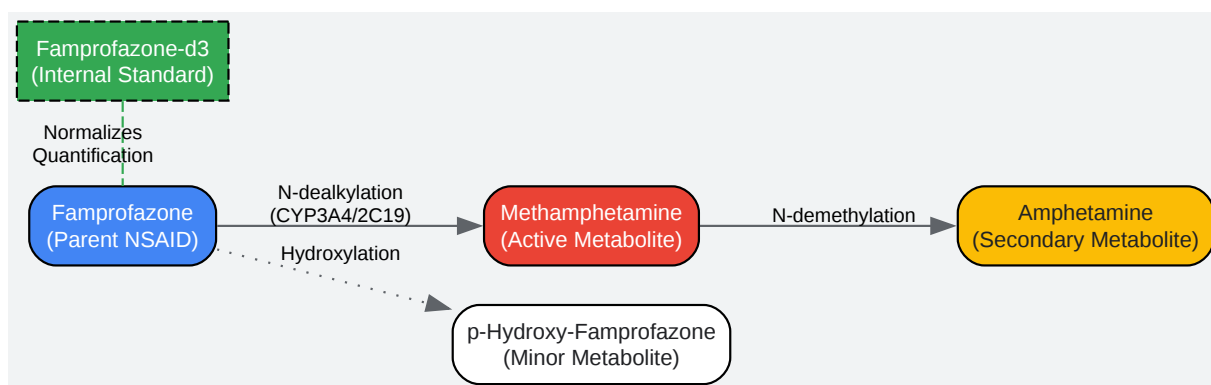 Famprofazone-d3
(Internal Standard)
Normalizes
Quantification
Famprofazone
(Parent NSAID)
N-dealkylation
(CYP3A4/2C19)
Hydroxylation
Methamphetamine
(Active Metabolite)
N-demethylation
Amphetamine
(Secondary Metabolite)
p-Hydroxy-Famprofazone
(Minor Metabolite)